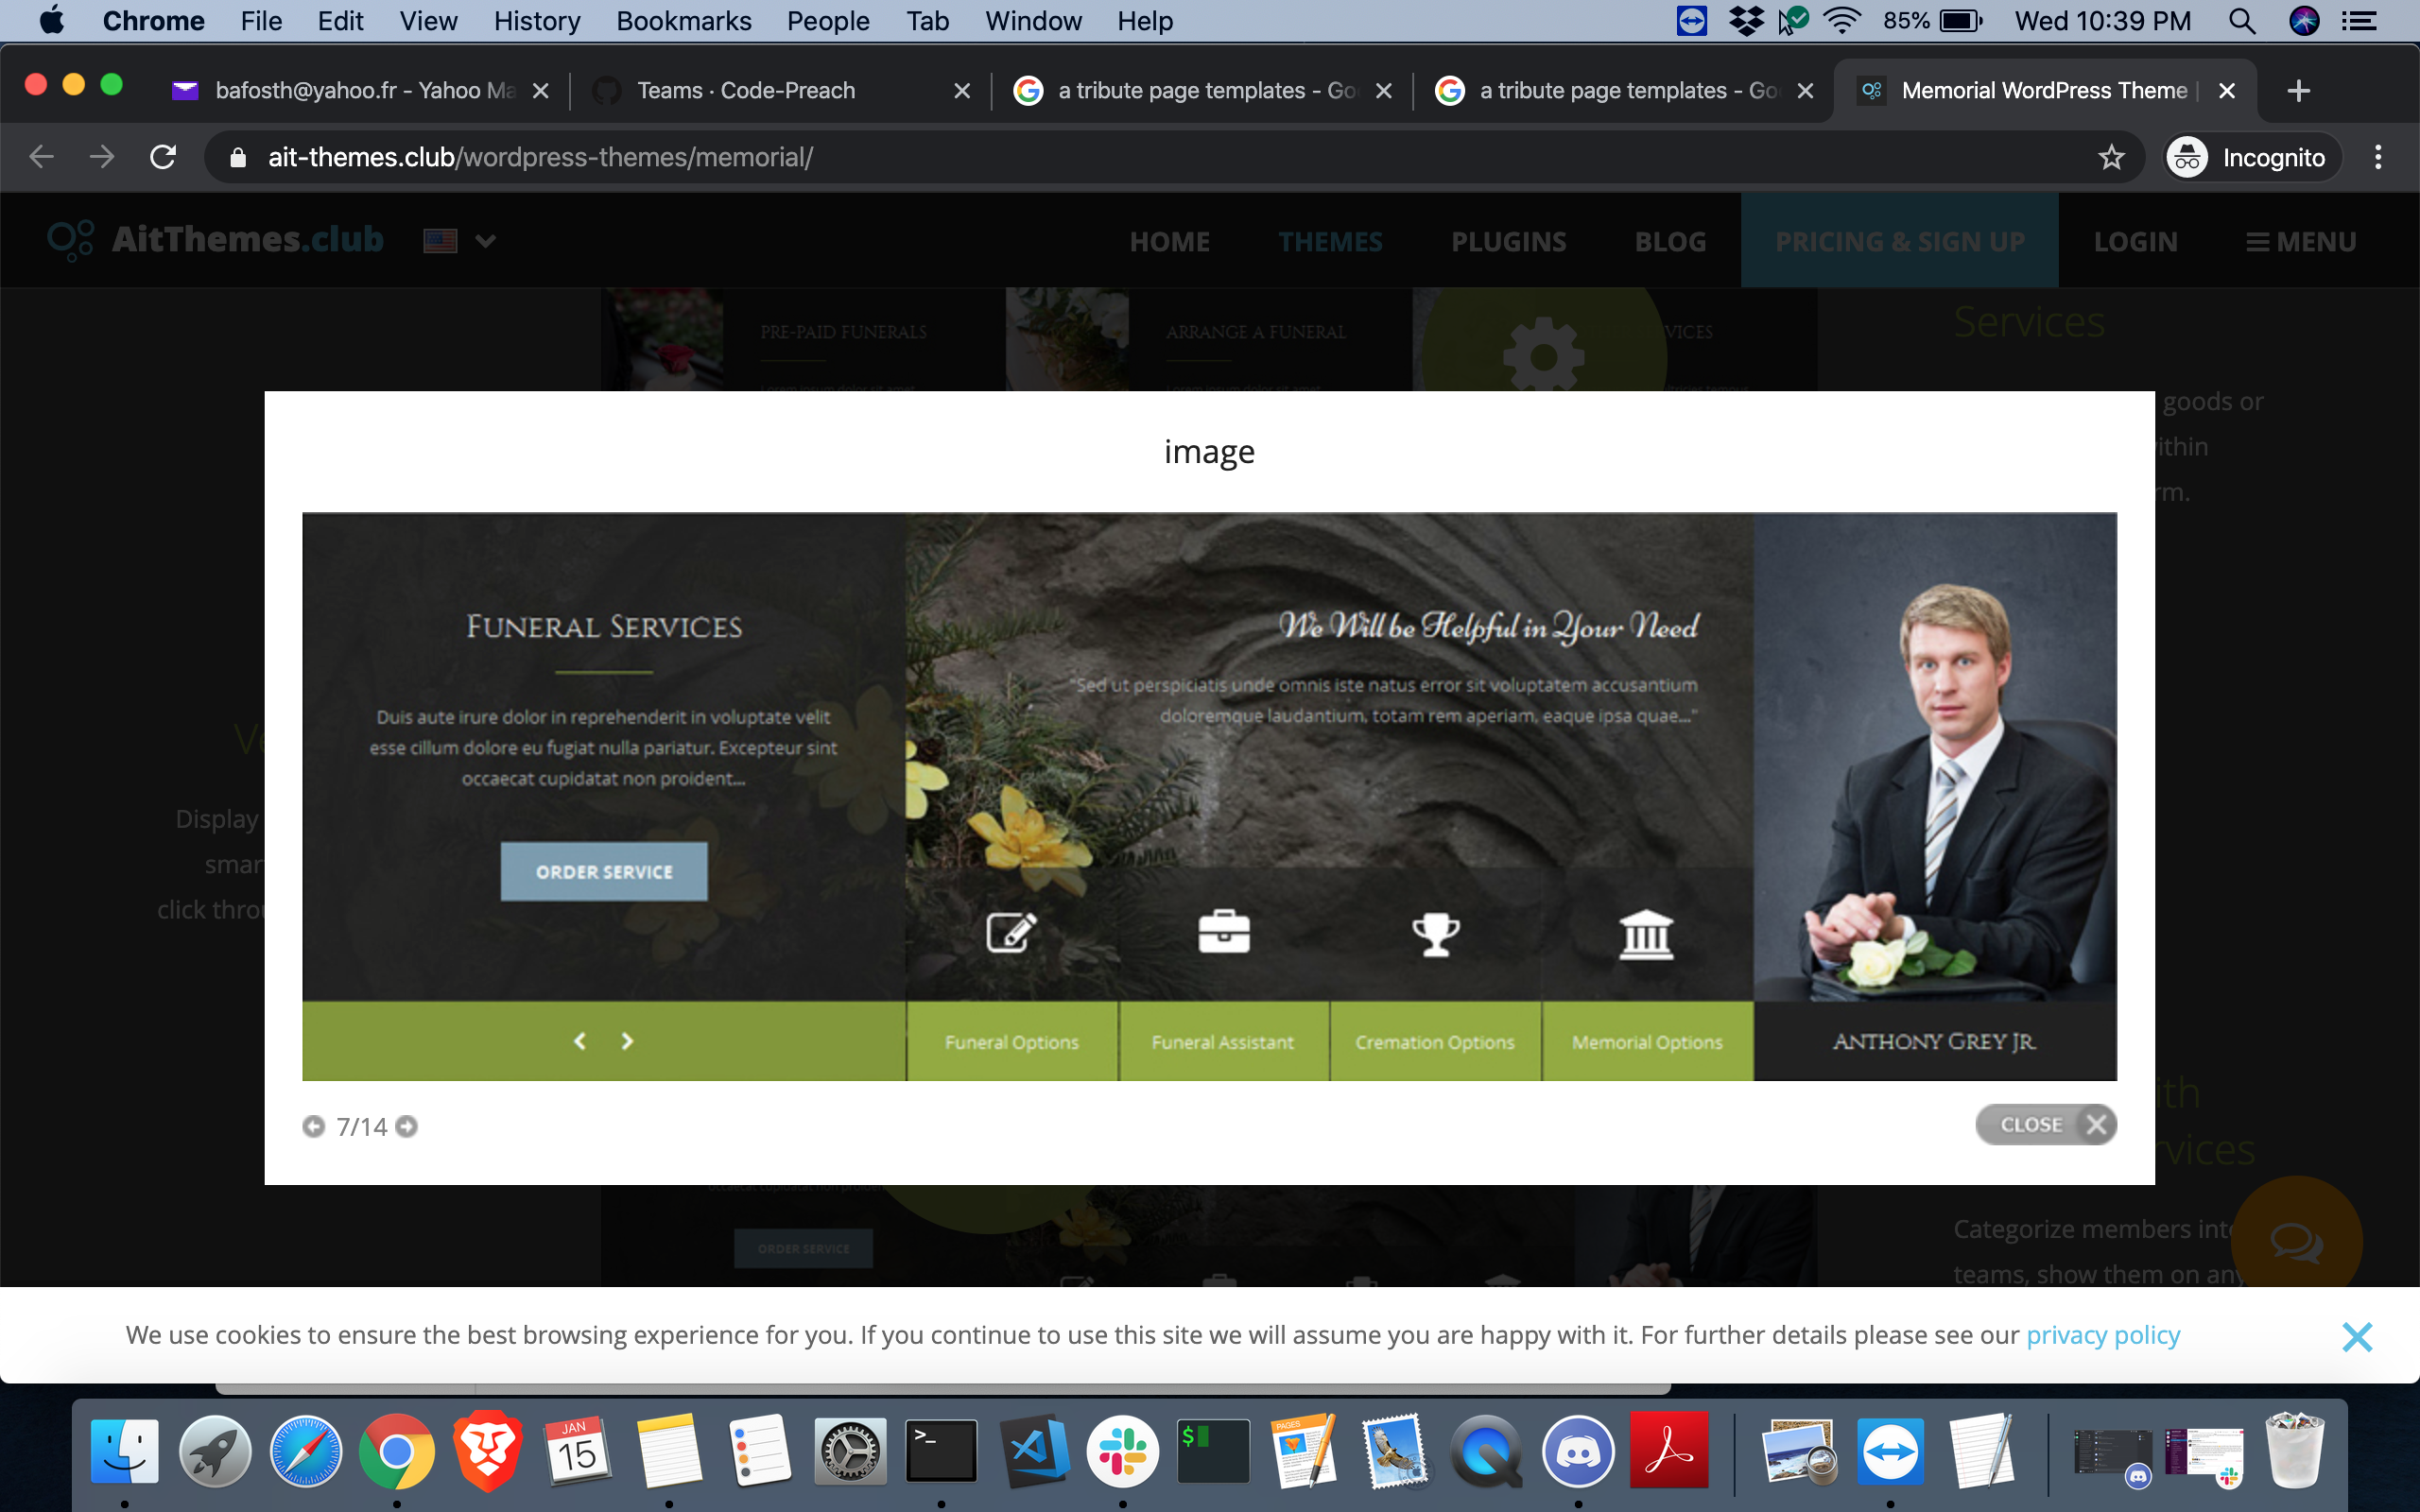 Chrome File Edit View History Bookmarks People Tab Window Help 85% Wed 10:39 PM
bafosth@yahoo.fr - Yahoo Ma Teams · Code-Preach a tribute page templates - Go a tribute page templates - Go Memorial WordPress Theme |
ait-themes.club/wordpress-themes/memorial/ Incognito
AitThemes.club HOME THEMES PLUGINS BLOG PRICING & SIGN UP LOGIN MENU
PRE-PAID FUNERALS ARRANGE A FUNERAL VICES Services
goods or
image
ithin
rm.
FUNERAL SERVICES
Duis aute irure dolor in reprehenderit in voluptate velit
esse cillum dolore eu fugiat nulla pariatur. Excepteur sint
occaecat cupidatat non proident...
ORDER SERVICE
We Will be Helpful in Your Need
"Sed ut perspiciatis unde omnis iste natus error sit voluptatem accusantium
doloremque laudantium, totam rem aperiam, eaque ipsa quae..."
Funeral Options Funeral Assistant Cremation Options Memorial Options ANTHONY GREY JR.
Ve
Display
smar
click throu
7/14 CLOSE
ith
rvices
Categorize members into
teams, show them on any
ORDER SERVICE
We use cookies to ensure the best browsing experience for you. If you continue to use this site we will assume you are happy with it. For further details please see our privacy policy
JAN
15
>_
$
PAGES